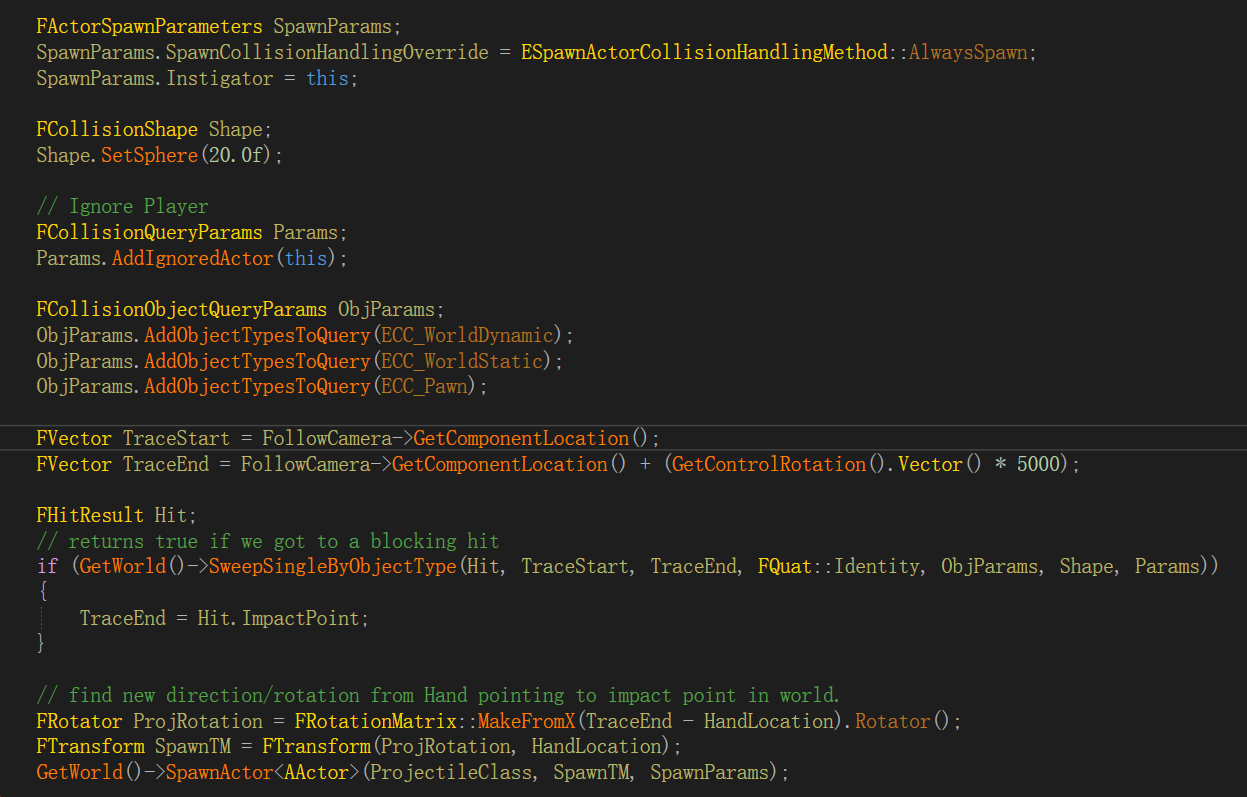 FActorSpawnParameters SpawnParams;
SpawnParams.SpawnCollisionHandlingOverride = ESpawnActorCollisionHandlingMethod::AlwaysSpawn;
SpawnParams.Instigator = this;
FCollisionShape Shape;
Shape.SetSphere(20.0f);
// Ignore Player
FCollisionQueryParams Params;
Params.AddIgnoredActor(this);
FCollisionObjectQueryParams ObjParams;
ObjParams.AddObjectTypesToQuery(ECC_WorldDynamic);
ObjParams.AddObjectTypesToQuery(ECC_WorldStatic);
ObjParams.AddObjectTypesToQuery(ECC_Pawn);
FVector TraceStart = FollowCamera->GetComponentLocation();
FVector TraceEnd = FollowCamera->GetComponentLocation() + (GetControlRotation().Vector() * 5000);
FHitResult Hit;
// returns true if we got to a blocking hit
if (GetWorld()->SweepSingleByObjectType(Hit, TraceStart, TraceEnd, FQuat::Identity, ObjParams, Shape, Params))
{
TraceEnd = Hit.ImpactPoint;
}
// find new direction/rotation from Hand pointing to impact point in world.
FRotator ProjRotation = FRotationMatrix::MakeFromX(TraceEnd - HandLocation).Rotator();
FTransform SpawnTM = FTransform(ProjRotation, HandLocation);
GetWorld()->SpawnActor<AActor>(ProjectileClass, SpawnTM, SpawnParams);